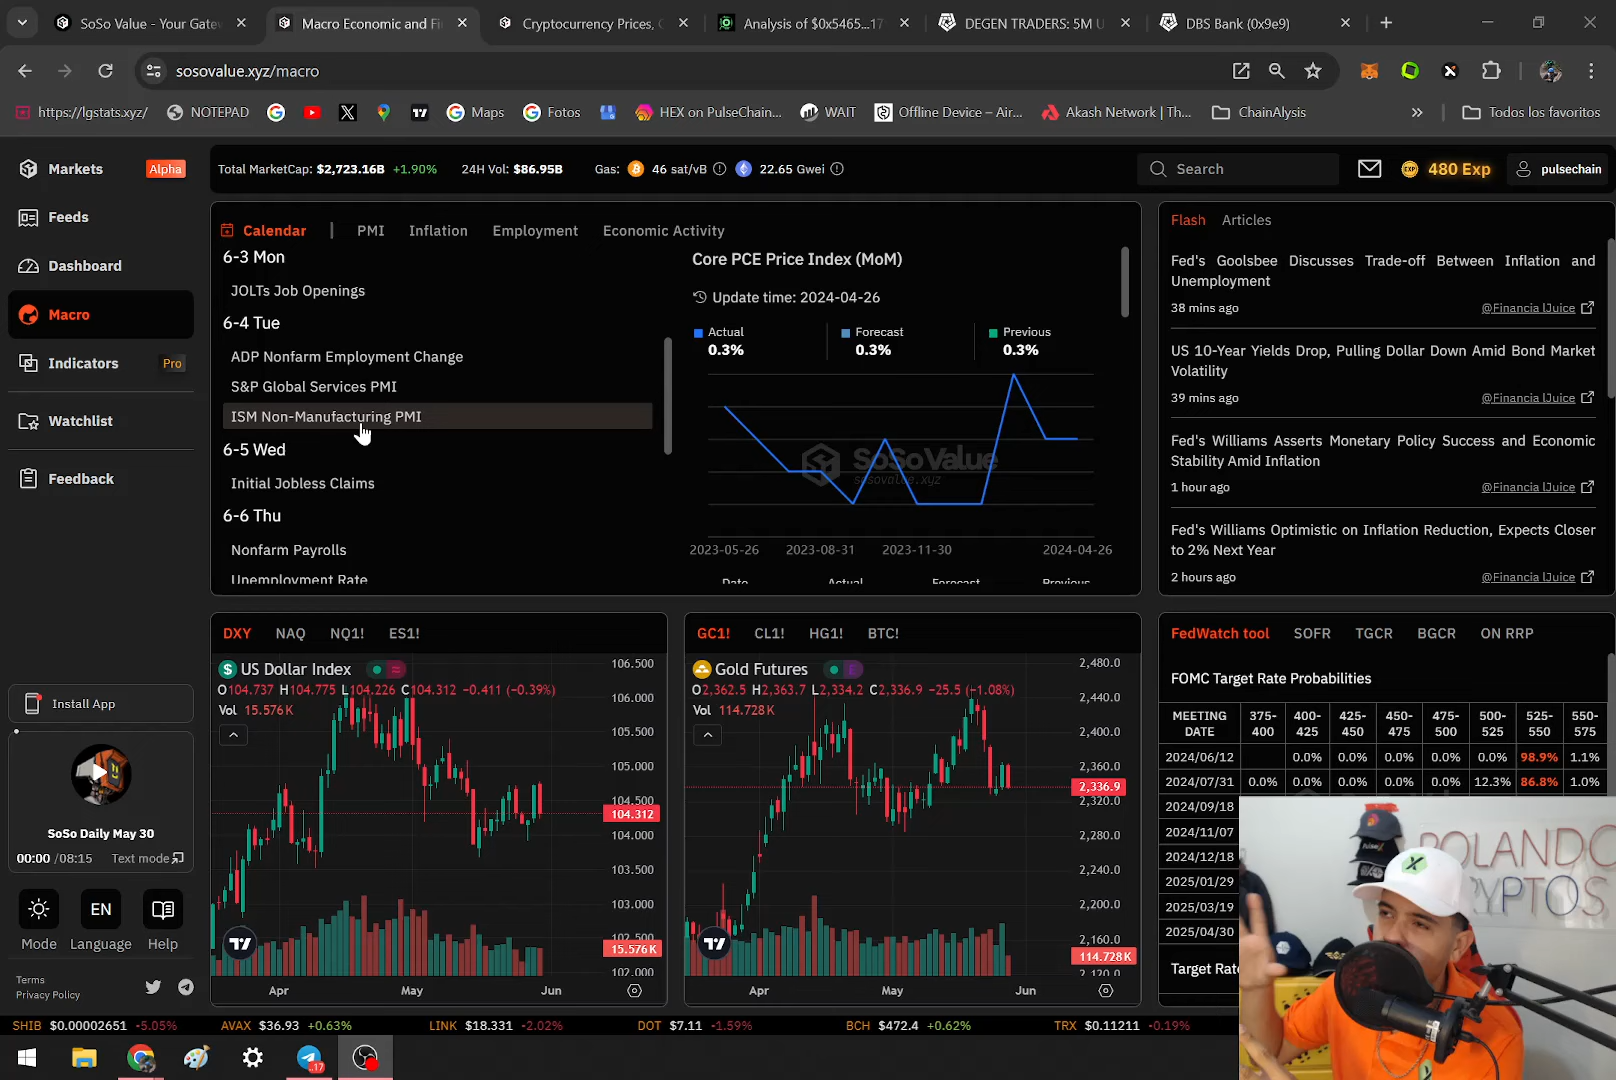 SoSo Value - Your Gatew
Macro Economic and Fi
Cryptocurrency Prices, C
Analysis of $0x5465...17
DEGEN TRADERS: 5M U
DBS Bank (0x9e9)
sosovalue.xyz/macro
https://lgstats.xyz/
NOTEPAD
Maps
Fotos
HEX on PulseChain...
WAIT
Offline Device – Air...
Akash Network | Th...
ChainAlysis
Todos los favoritos
Markets
Alpha
Feeds
Dashboard
Macro
Indicators
Pro
Watchlist
Feedback
Total MarketCap: $2,723.16B +1.90%
24H Vol: $86.95B
Gas: 46 sat/vB 22.65 Gwei
Search
EXP 480 Exp
pulsechain
Calendar | PMI Inflation Employment Economic Activity
6-3 Mon
JOLTs Job Openings
6-4 Tue
ADP Nonfarm Employment Change
S&P Global Services PMI
ISM Non-Manufacturing PMI
6-5 Wed
Initial Jobless Claims
6-6 Thu
Nonfarm Payrolls
Unemployment Rate
Core PCE Price Index (MoM)
Update time: 2024-04-26
Actual Forecast Previous
0.3% 0.3% 0.3%
SoSoValue
sosovalue.xyz
2023-05-26 2023-08-31 2023-11-30 2024-04-26
Date Actual Forecast Previous
Flash Articles
Fed's Goolsbee Discusses Trade-off Between Inflation and
Unemployment
38 mins ago @Financia lJuice
US 10-Year Yields Drop, Pulling Dollar Down Amid Bond Market
Volatility
39 mins ago @Financia lJuice
Fed's Williams Asserts Monetary Policy Success and Economic
Stability Amid Inflation
1 hour ago @Financia lJuice
Fed's Williams Optimistic on Inflation Reduction, Expects Closer
to 2% Next Year
2 hours ago @Financia lJuice
DXY NAQ NQ1! ES1!
US Dollar Index
O104.737 H104.775 L104.226 C104.312 -0.411 (-0.39%)
Vol 15.576K
106.500
106.000
105.500
105.000
104.500
104.312
104.000
103.500
103.000
102.500
15.576K
102.000
Apr May Jun
GC1! CL1! HG1! BTC!
Gold Futures
O2,362.5 H2,363.7 L2,334.2 C2,336.9 -25.5 (-1.08%)
Vol 114.728K
2,480.0
2,440.0
2,400.0
2,360.0
2,336.9
2,320.0
2,280.0
2,240.0
2,200.0
2,160.0
114.728K
2,120.0
Apr May Jun
FedWatch tool SOFR TGCR BGCR ON RRP
FOMC Target Rate Probabilities
MEETING DATE 375-400 400-425 425-450 450-475 475-500 500-525 525-550 550-575
2024/06/12 0.0% 0.0% 0.0% 0.0% 0.0% 98.9% 1.1%
2024/07/31 0.0% 0.0% 0.0% 0.0% 0.0% 12.3% 86.8% 1.0%
2024/09/18
2024/11/07
2024/12/18
2025/01/29
2025/03/19
2025/04/30
Target Rate
ROLANDO
CRYPTOS
Install App
SoSo Daily May 30
00:00 /08:15 Text mode
EN
Mode Language Help
Terms
Privacy Policy
SHIB $0.00002651 -5.05% AVAX $36.93 +0.63% LINK $18.331 -2.02% DOT $7.11 -1.59% BCH $472.4 +0.62% TRX $0.11211 -0.19%
..17